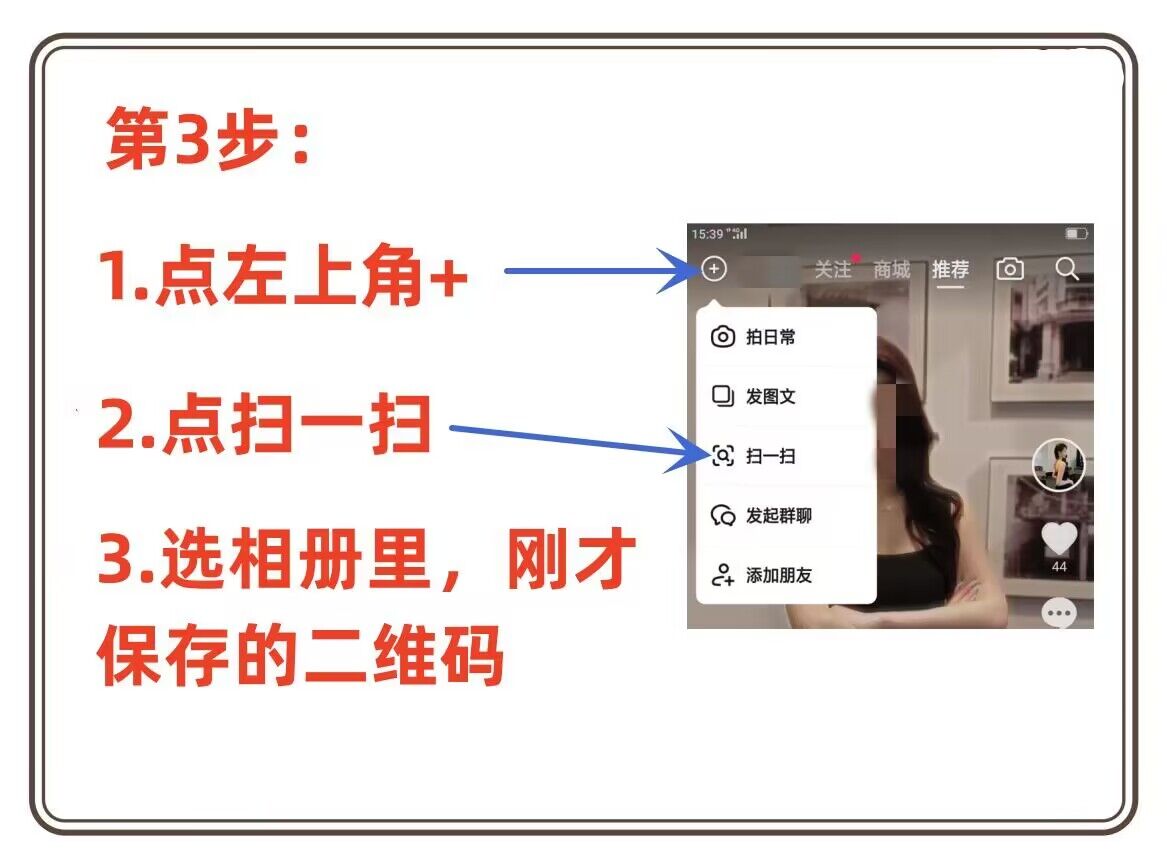 第3步：
1.点左上角+
2.点扫一扫
3.选相册里，刚才
保存的二维码
15:39
关注 商城 推荐
拍日常
发图文
扫一扫
发起群聊
添加朋友
44